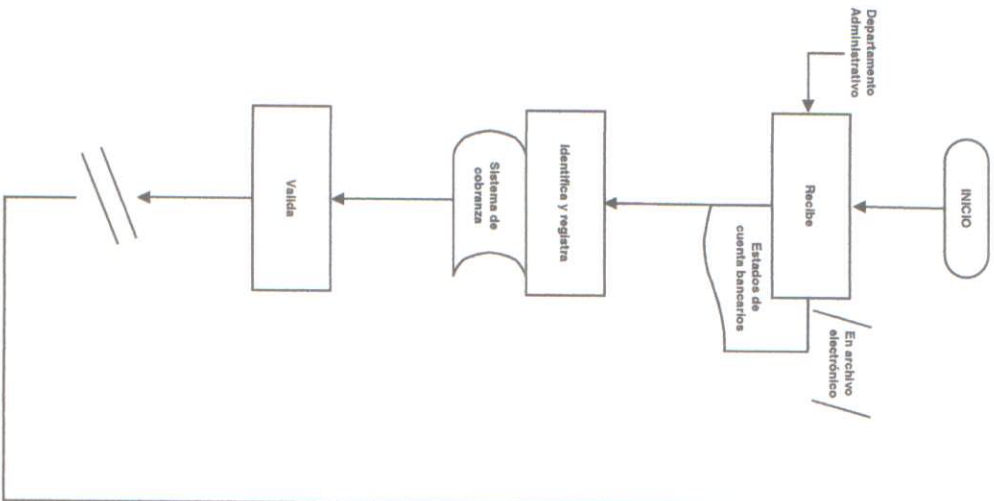 INICIO
Departamento
Administrativo
Recibe
En archivo
electrónico
Estados de
cuenta bancarios
Identifica y registra
Sistema de
cobranza
Valida